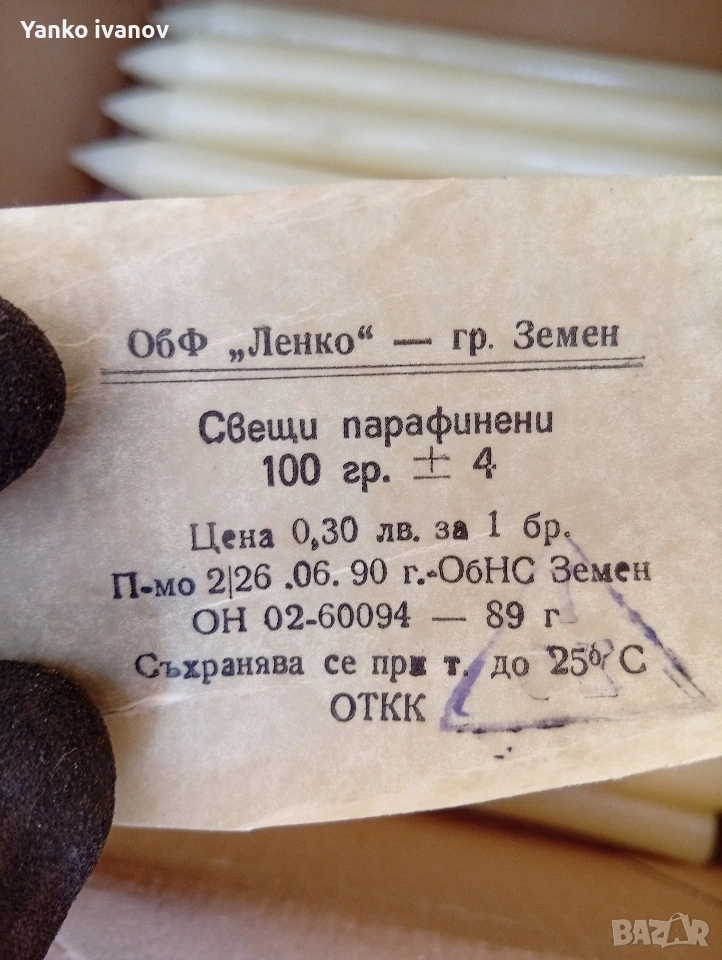 Yanko ivanov
ОбФ „Ленко“ — гр. Земен
Свещи парафинени
100 гр. ± 4
Цена 0,30 лв. за 1 бр.
П-мо 2|26 .06. 90 г.-ОбНС Земен
ОН 02-60094 — 89 г
Съхранява се при т. до 25° С
ОТКК
BAZAR